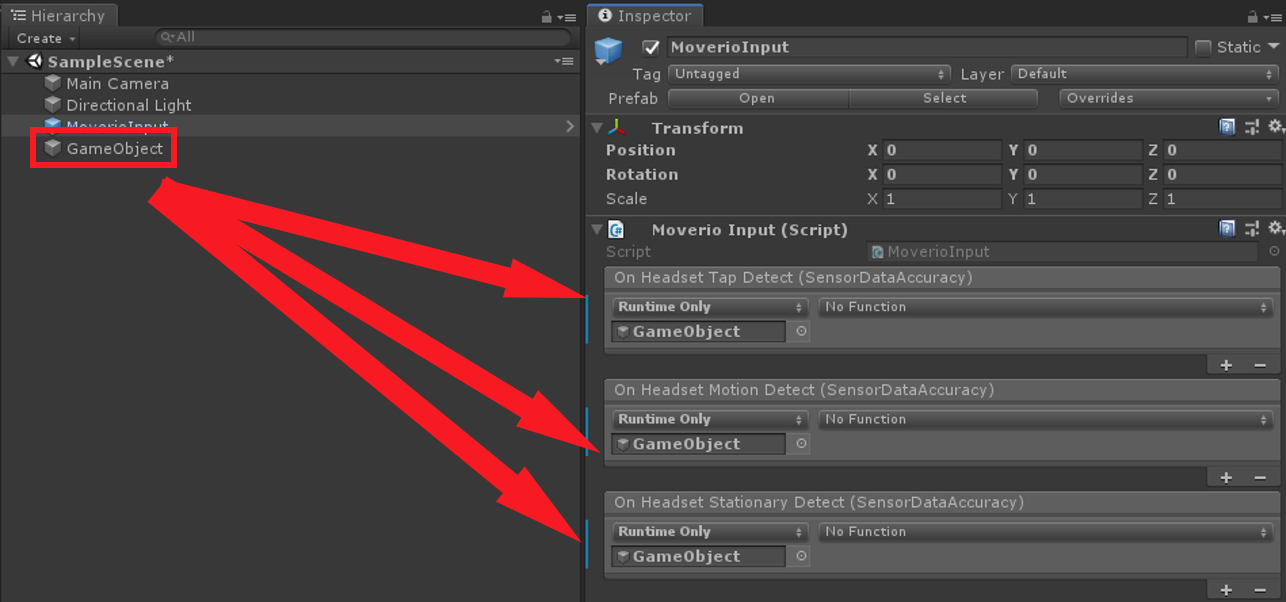 Hierarchy
Create
All
SampleScene*
Main Camera
Directional Light
MoverioInput
GameObject
Inspector
MoverioInput
Static
Tag Untagged Layer Default
Prefab Open Select Overrides
Transform
Position X 0 Y 0 Z 0
Rotation X 0 Y 0 Z 0
Scale X 1 Y 1 Z 1
Moverio Input (Script)
Script MoverioInput
On Headset Tap Detect (SensorDataAccuracy)
Runtime Only No Function
GameObject
+ −
On Headset Motion Detect (SensorDataAccuracy)
Runtime Only No Function
GameObject
+ −
On Headset Stationary Detect (SensorDataAccuracy)
Runtime Only No Function
GameObject
+ −